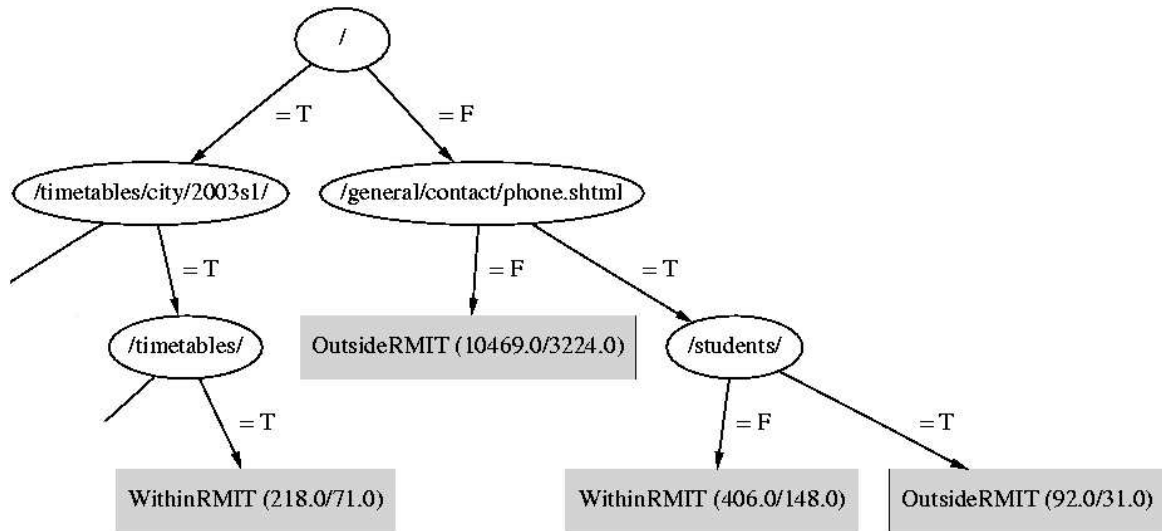 /
= T
= F
/timetables/city/2003s1/
/general/contact/phone.shtml
= T
= F
= T
/timetables/
OutsideRMIT (10469.0/3224.0)
/students/
= T
= F
= T
WithinRMIT (218.0/71.0)
WithinRMIT (406.0/148.0)
OutsideRMIT (92.0/31.0)